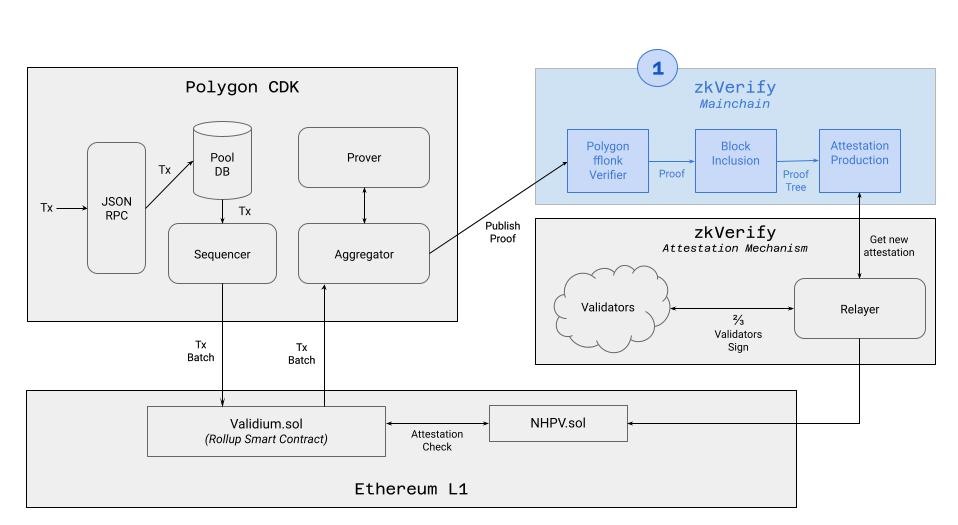 Polygon CDK
Tx
JSON
RPC
Tx
Pool
DB
Tx
Sequencer
Prover
Aggregator
Publish
Proof
1
zkVerify
Mainchain
Polygon
fflonk
Verifier
Proof
Block
Inclusion
Proof
Tree
Attestation
Production
zkVerify
Attestation Mechanism
Get new
attestation
Validators
⅔
Validators
Sign
Relayer
Tx
Batch
Tx
Batch
Validium.sol
(Rollup Smart Contract)
Attestation
Check
NHPV.sol
Ethereum L1